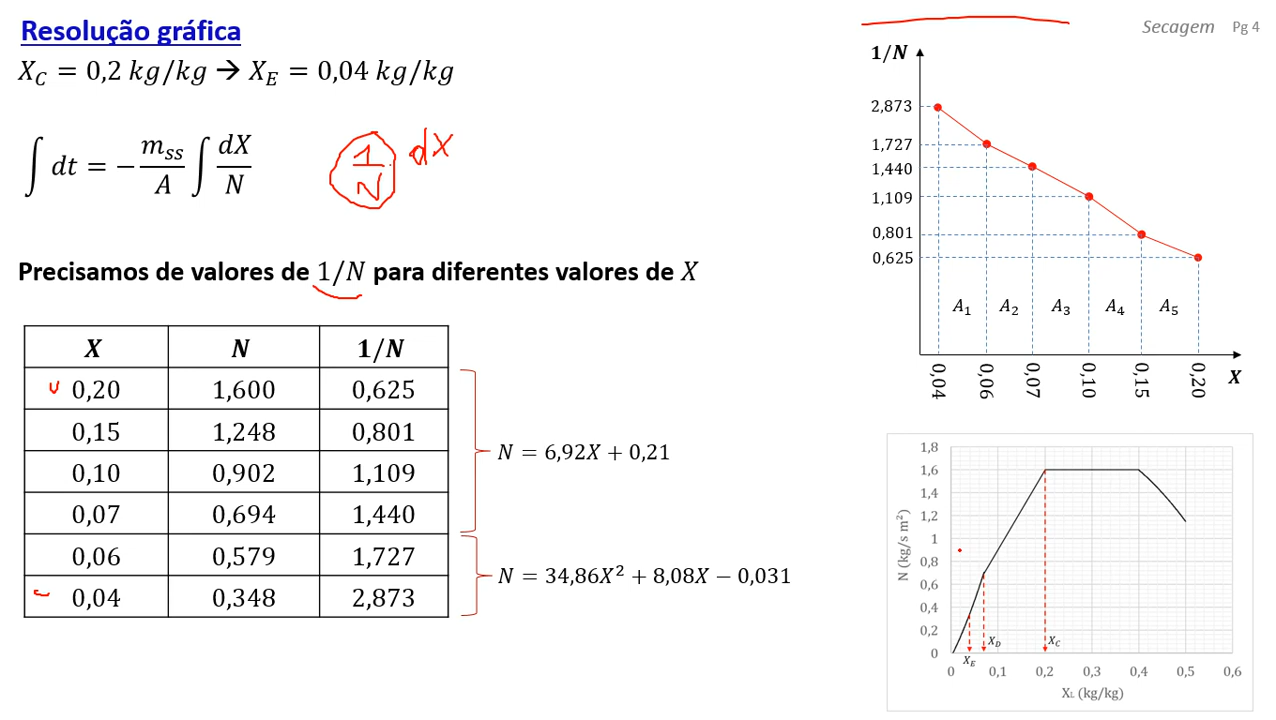 Resolução gráfica
X_C = 0,2 kg/kg → X_E = 0,04 kg/kg
∫ dt = − m_ss/A ∫ dX/N
1/N dX
Precisamos de valores de 1/N para diferentes valores de X
X N 1/N
0,20 1,600 0,625
0,15 1,248 0,801
0,10 0,902 1,109
0,07 0,694 1,440
0,06 0,579 1,727
0,04 0,348 2,873
N = 6,92X + 0,21
N = 34,86X² + 8,08X − 0,031
Secagem Pg 4
1/N
2,873
1,727
1,440
1,109
0,801
0,625
A₁ A₂ A₃ A₄ A₅
0,04 0,06 0,07 0,10 0,15 0,20 X
N (kg/s m²)
1,8
1,6
1,4
1,2
1
0,8
0,6
0,4
0,2
0
X_E X_D X_C
0 0,1 0,2 0,3 0,4 0,5 0,6
X_L (kg/kg)